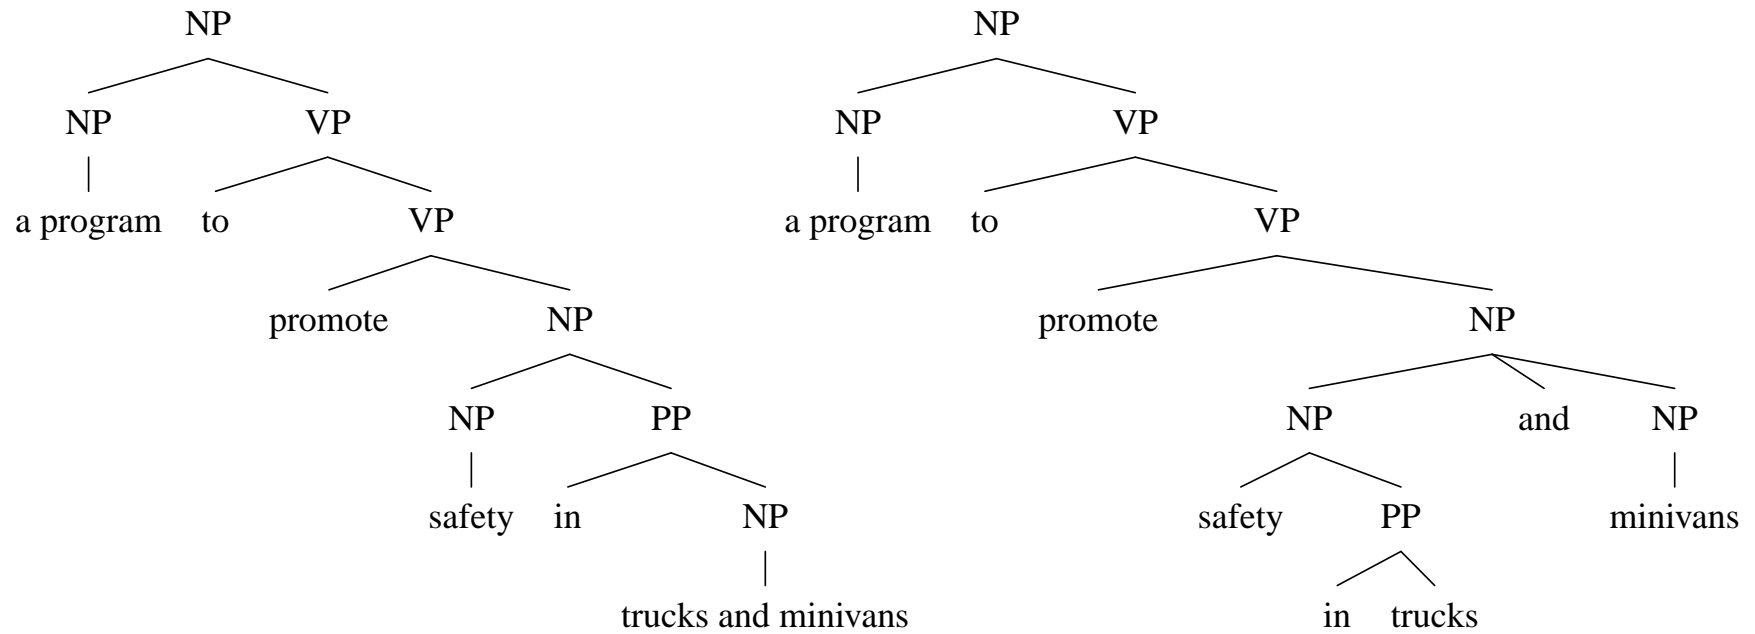 NP NP
NP VP NP VP
a program to VP a program to VP
promote NP promote NP
NP PP NP and NP
safety in NP safety PP minivans
trucks and minivans in trucks